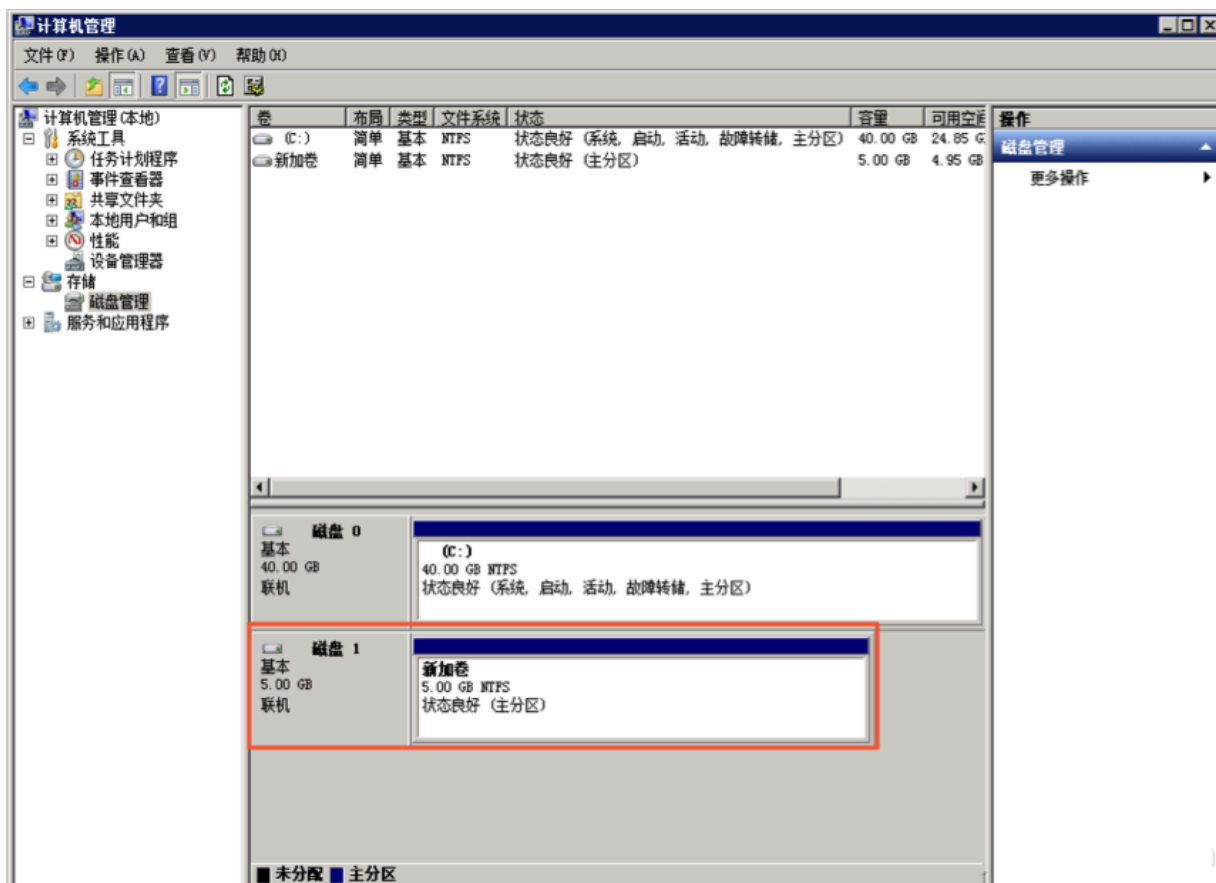 计算机管理
文件(F) 操作(A) 查看(V) 帮助(H)
计算机管理(本地)
系统工具
任务计划程序
事件查看器
共享文件夹
本地用户和组
性能
设备管理器
存储
磁盘管理
服务和应用程序
卷 布局 类型 文件系统 状态 容量 可用空间
(C:) 简单 基本 NTFS 状态良好 (系统, 启动, 活动, 故障转储, 主分区) 40.00 GB 24.85 G
新加卷 简单 基本 NTFS 状态良好 (主分区) 5.00 GB 4.95 GB
操作
磁盘管理
更多操作
磁盘 0
基本
40.00 GB
联机
(C:)
40.00 GB NTFS
状态良好 (系统, 启动, 活动, 故障转储, 主分区)
磁盘 1
基本
5.00 GB
联机
新加卷
5.00 GB NTFS
状态良好 (主分区)
未分配 主分区